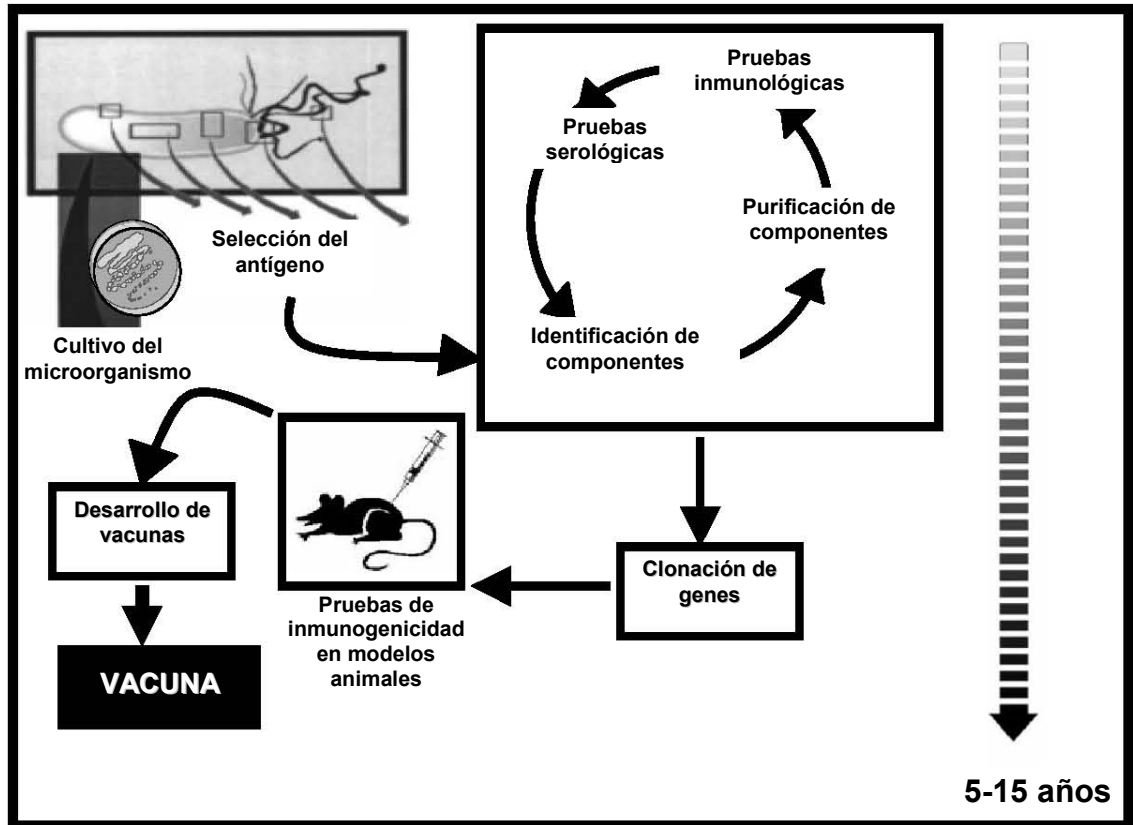 Selección del
antígeno
Cultivo del
microorganismo
Pruebas
inmunológicas
Pruebas
serológicas
Purificación de
componentes
Identificación de
componentes
Clonación de
genes
Pruebas de
inmunogenicidad
en modelos
animales
Desarrollo de
vacunas
VACUNA
5-15 años